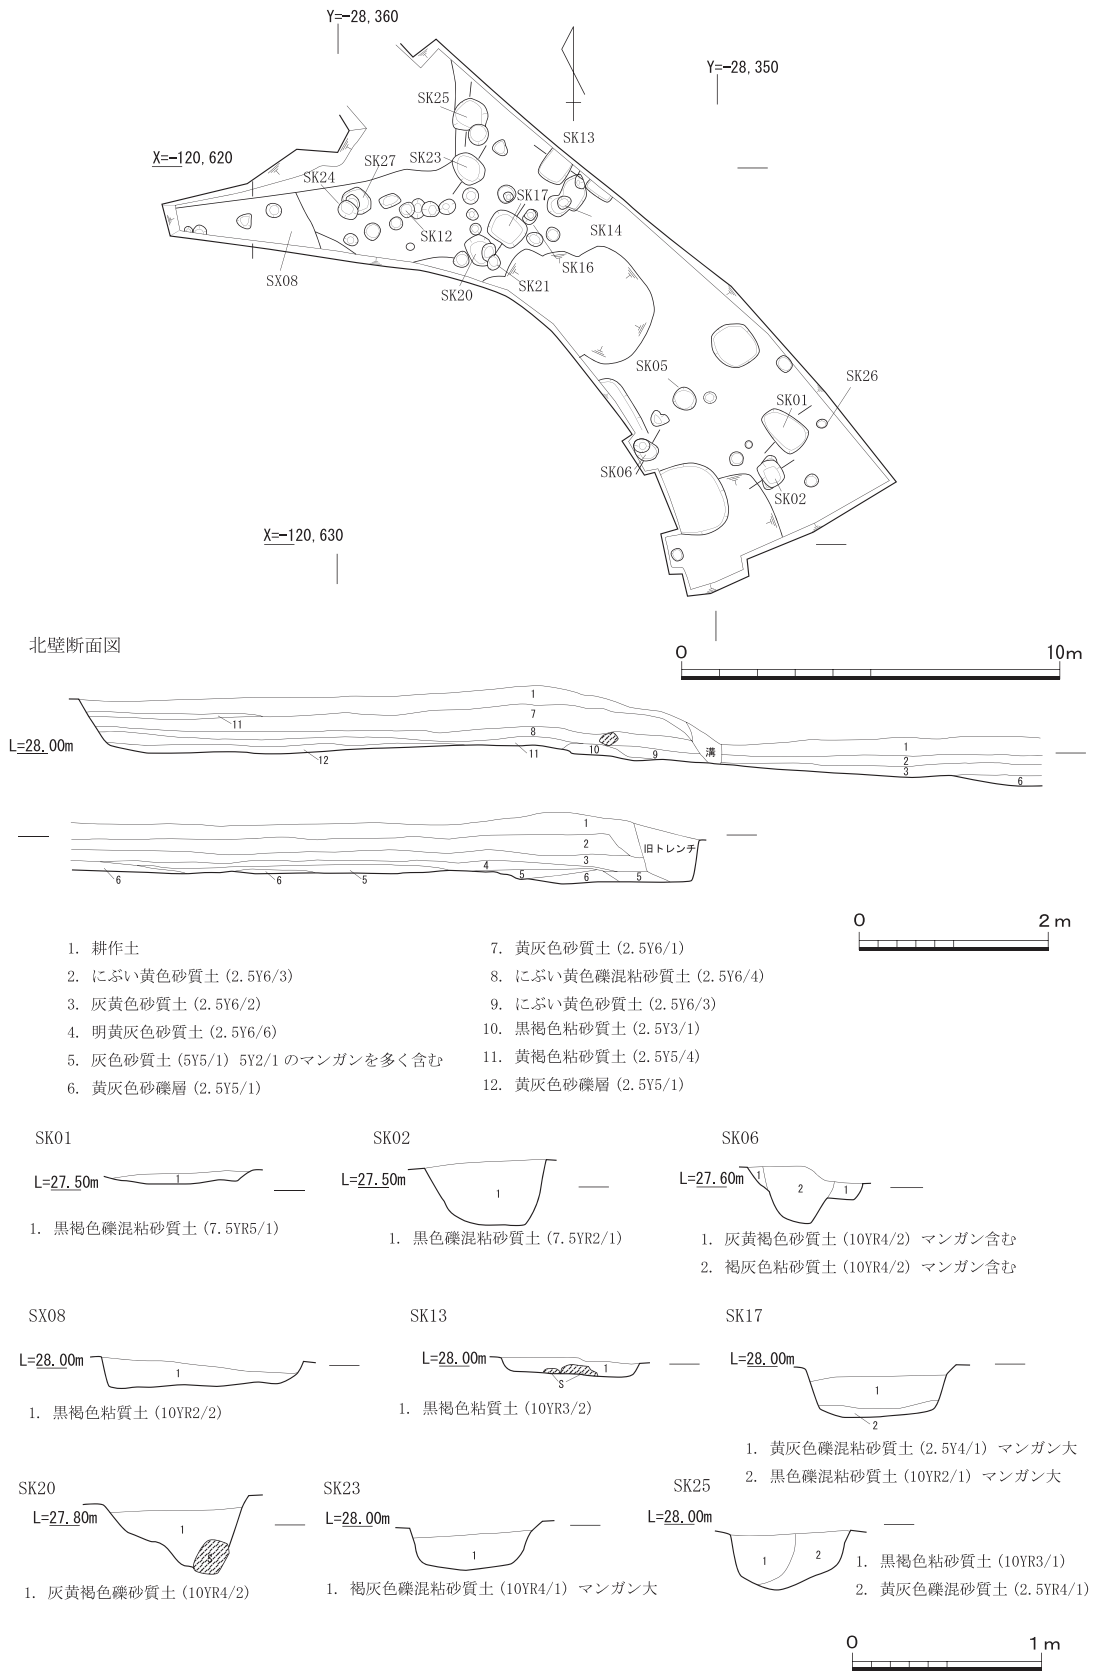 Y=-28,360
Y=-28,350
SK25
SK13
X=-120,620
SK27
SK23
SK24
SK17
SK12
SK14
SK16
SX08
SK21
SK20
SK05
SK26
SK01
SK06
SK02
X=-120,630
北壁断面図
0 10m
1
7
11
8
L=28.00m
10
11
9
12
溝
1
2
3
6
1
2
旧トレンチ
3
4
6
6
5
5
6
5
0 2m
1. 耕作土
2. にぶい黄色砂質土(2.5Y6/3)
3. 灰黄色砂質土(2.5Y6/2)
4. 明黄灰色砂質土(2.5Y6/6)
5. 灰色砂質土(5Y5/1) 5Y2/1のマンガンを多く含む
6. 黄灰色砂礫層(2.5Y5/1)
7. 黄灰色砂質土(2.5Y6/1)
8. にぶい黄色礫混粘砂質土(2.5Y6/4)
9. にぶい黄色砂質土(2.5Y6/3)
10. 黒褐色粘砂質土(2.5Y3/1)
11. 黄褐色粘砂質土(2.5Y5/4)
12. 黄灰色砂礫層(2.5Y5/1)
SK01
L=27.50m
1
1. 黒褐色礫混粘砂質土(7.5YR5/1)
SK02
L=27.50m
1
1. 黒色礫混粘砂質土(7.5YR2/1)
SK06
L=27.60m
1
2
1
1. 灰黄褐色砂質土(10YR4/2) マンガン含む
2. 褐灰色粘砂質土(10YR4/2) マンガン含む
SX08
L=28.00m
1
1. 黒褐色粘質土(10YR2/2)
SK13
L=28.00m
1
S
1. 黒褐色粘質土(10YR3/2)
SK17
L=28.00m
1
2
1. 黄灰色礫混粘砂質土(2.5Y4/1) マンガン大
2. 黒色礫混粘砂質土(10YR2/1) マンガン大
SK20
L=27.80m
1
S
1. 灰黄褐色礫砂質土(10YR4/2)
SK23
L=28.00m
1
1. 褐灰色礫混粘砂質土(10YR4/1) マンガン大
SK25
L=28.00m
1
2
1. 黒褐色粘砂質土(10YR3/1)
2. 黄灰色礫混砂質土(2.5YR4/1)
0 1m